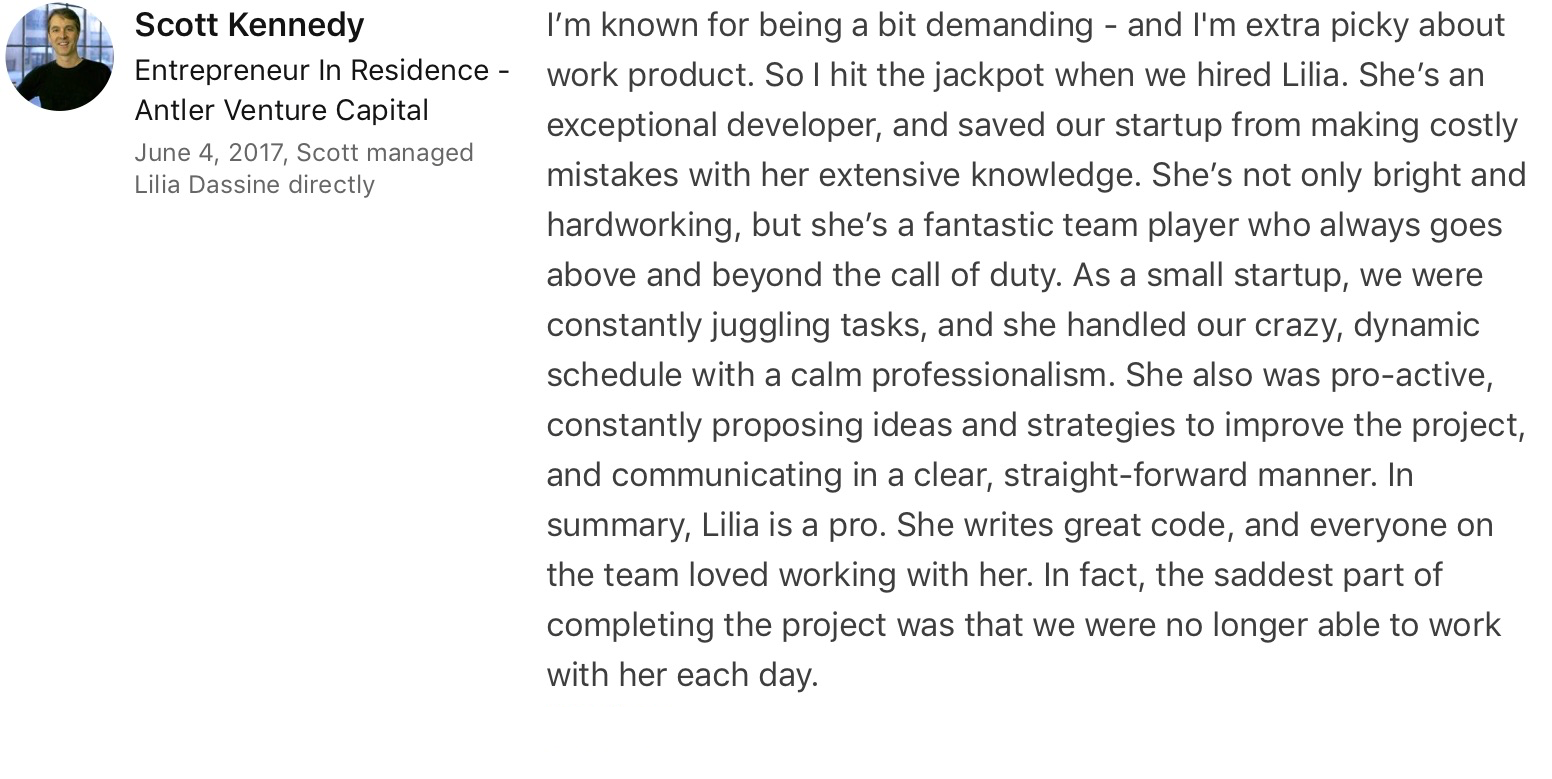 Scott Kennedy
Entrepreneur In Residence -
Antler Venture Capital
June 4, 2017, Scott managed
Lilia Dassine directly
I’m known for being a bit demanding - and I'm extra picky about
work product. So I hit the jackpot when we hired Lilia. She’s an
exceptional developer, and saved our startup from making costly
mistakes with her extensive knowledge. She’s not only bright and
hardworking, but she’s a fantastic team player who always goes
above and beyond the call of duty. As a small startup, we were
constantly juggling tasks, and she handled our crazy, dynamic
schedule with a calm professionalism. She also was pro-active,
constantly proposing ideas and strategies to improve the project,
and communicating in a clear, straight-forward manner. In
summary, Lilia is a pro. She writes great code, and everyone on
the team loved working with her. In fact, the saddest part of
completing the project was that we were no longer able to work
with her each day.